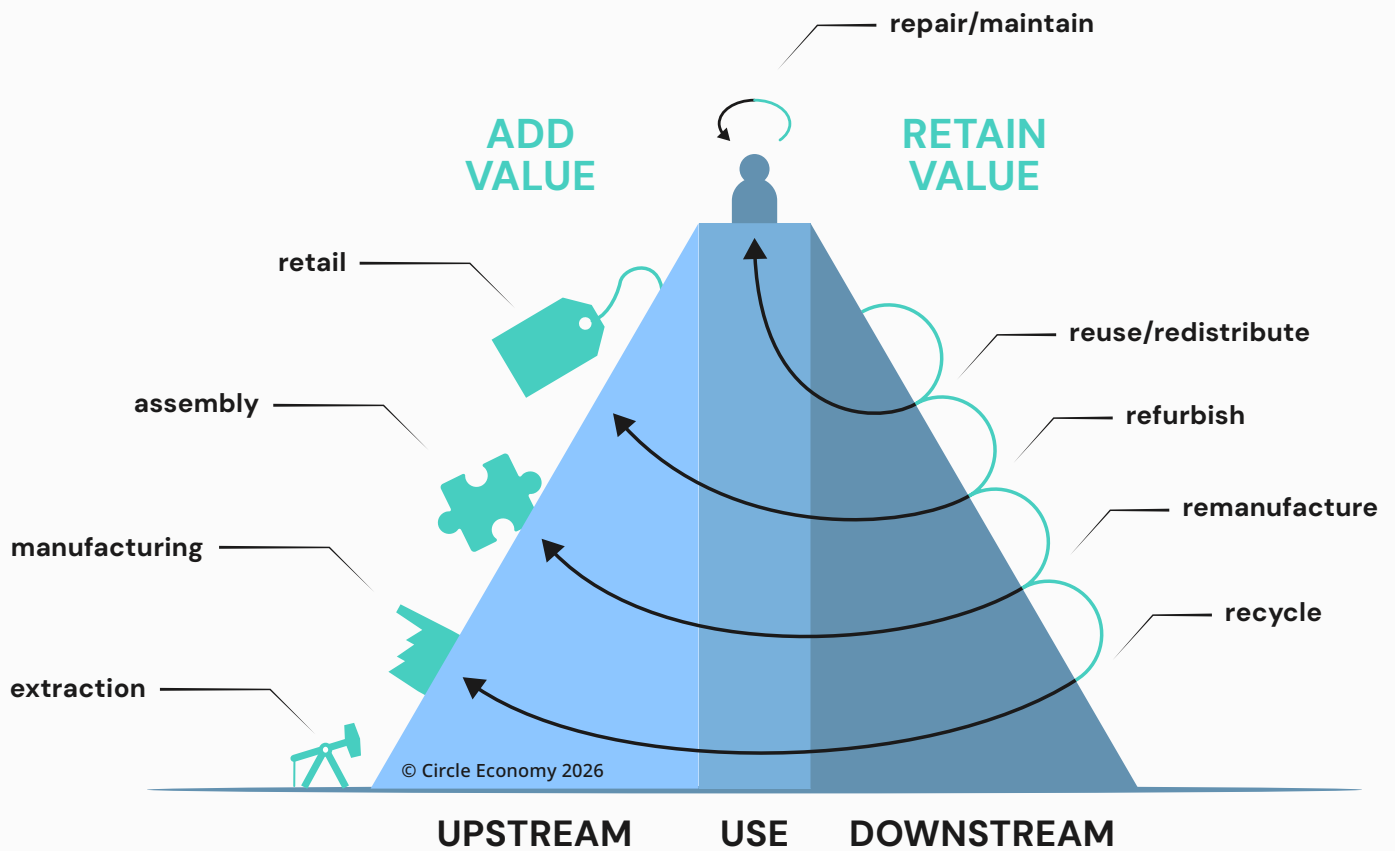 repair/maintain
ADD
VALUE
RETAIN
VALUE
retail
reuse/redistribute
assembly
refurbish
remanufacture
manufacturing
recycle
extraction
© Circle Economy 2026
UPSTREAM
USE
DOWNSTREAM